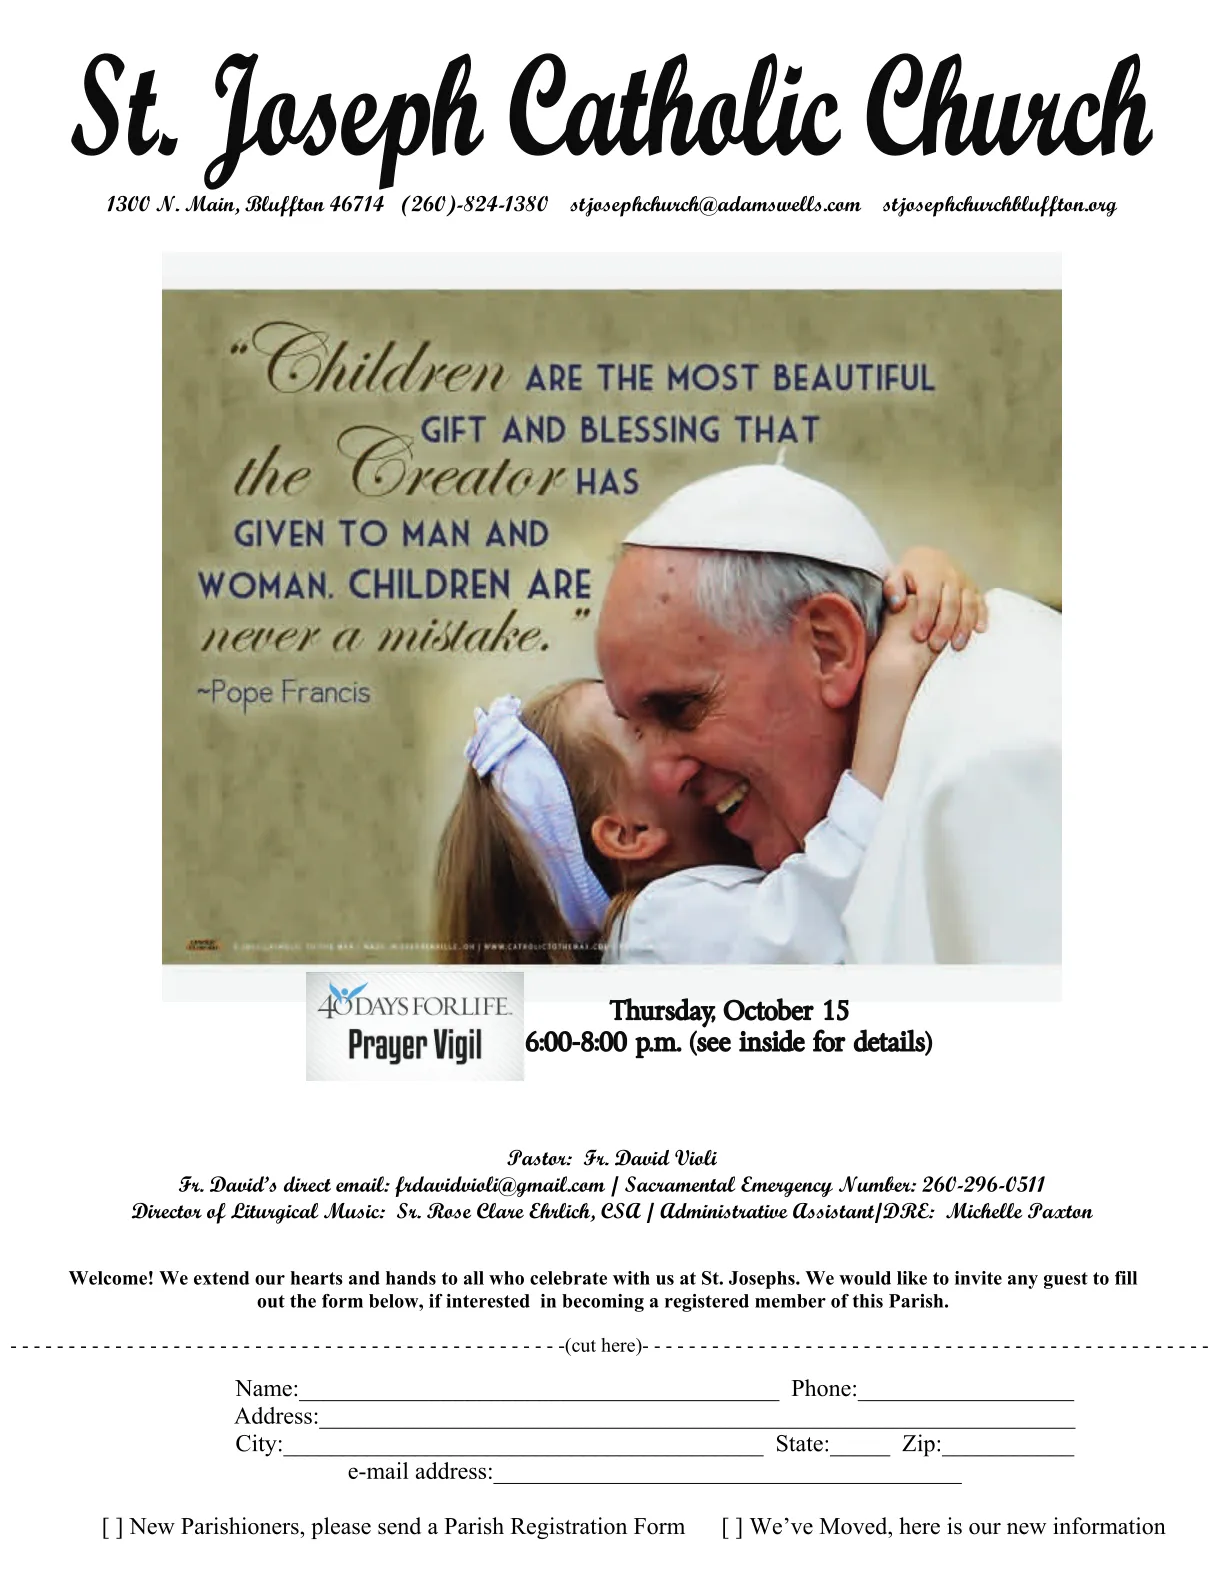 St. Joseph Catholic Church
1300 N. Main, Bluffton 46714 (260)-824-1380 stjosephchurch@adamswells.com stjosephchurchbluffton.org
“Children ARE THE MOST BEAUTIFUL
GIFT AND BLESSING THAT
the Creator HAS
GIVEN TO MAN AND
WOMAN. CHILDREN ARE
never a mistake.”
~Pope Francis
40 DAYS FOR LIFE.
Prayer Vigil
Thursday, October 15
6:00-8:00 p.m. (see inside for details)
Pastor: Fr. David Violi
Fr. David’s direct email: frdavidvioli@gmail.com | Sacramental Emergency Number: 260-296-0511
Director of Liturgical Music: Sr. Rose Clare Ehrlich, CSA | Administrative Assistant/DRE: Michelle Paxton
Welcome! We extend our hearts and hands to all who celebrate with us at St. Josephs. We would like to invite any guest to fill
out the form below, if interested in becoming a registered member of this Parish.
- - - - - - - - - - - - - - - - - - - - - - - - - - - - - - - - - - - - - - - - - - - - - - - -(cut here)- - - - - - - - - - - - - - - - - - - - - - - - - - - - - - - - - - - - - - - - - - - - - - - - -
Name:________________________________________ Phone:__________________
Address:_______________________________________________________________
City:________________________________________ State:_____ Zip:___________
e-mail address:_______________________________________
[ ] New Parishioners, please send a Parish Registration Form [ ] We’ve Moved, here is our new information